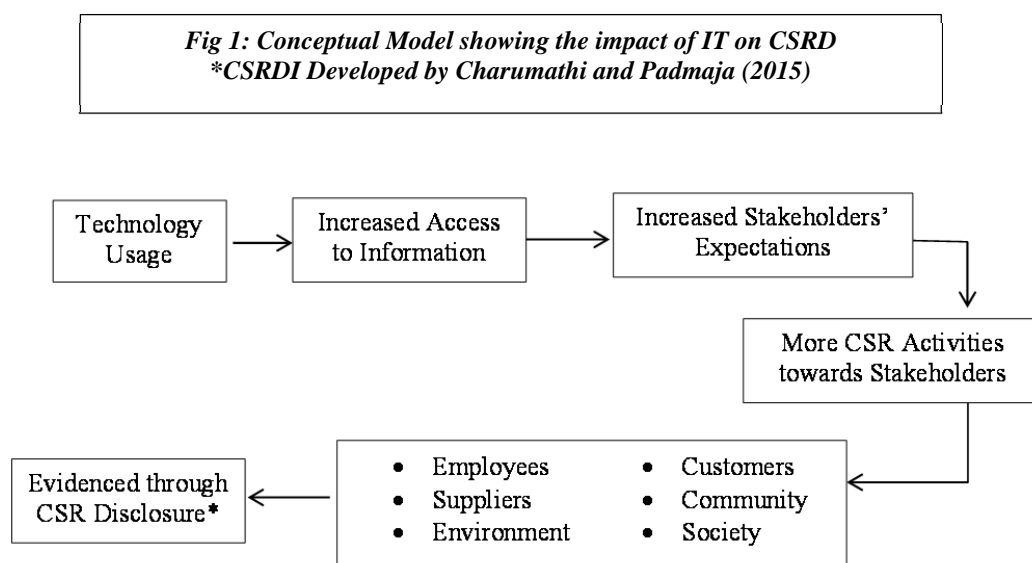 Fig 1: Conceptual Model showing the impact of IT on CSRD
*CSRDI Developed by Charumathi and Padmaja (2015)
Technology
Usage
Increased Access
to Information
Increased Stakeholders'
Expectations
More CSR Activities
towards Stakeholders
• Employees
• Suppliers
• Environment
• Customers
• Community
• Society
Evidenced through
CSR Disclosure*